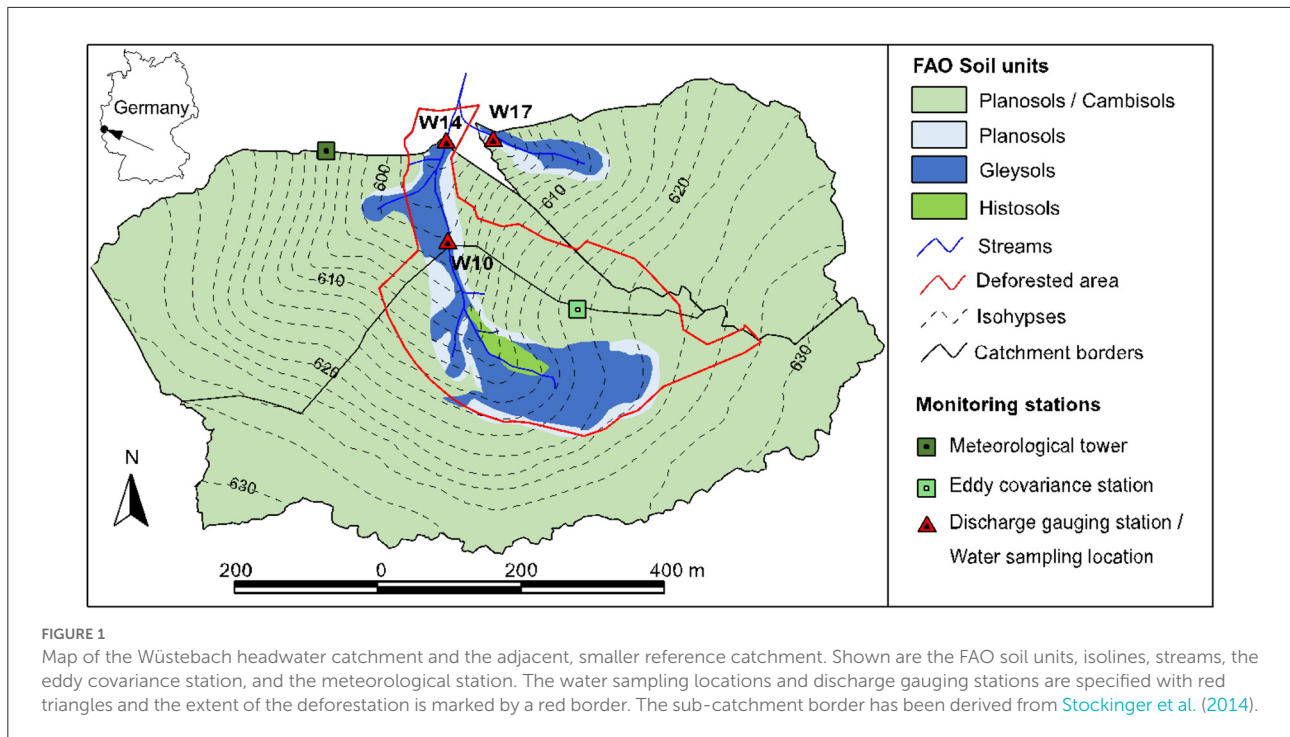 Germany
W14
W17
600
610
620
W10
610
620
630
630
N
200 0 200 400 m
FAO Soil units
Planosols / Cambisols
Planosols
Gleysols
Histosols
Streams
Deforested area
Isohypses
Catchment borders
Monitoring stations
Meteorological tower
Eddy covariance station
Discharge gauging station /
Water sampling location
FIGURE 1
Map of the Wüstebach headwater catchment and the adjacent, smaller reference catchment. Shown are the FAO soil units, isolines, streams, the
eddy covariance station, and the meteorological station. The water sampling locations and discharge gauging stations are specified with red
triangles and the extent of the deforestation is marked by a red border. The sub-catchment border has been derived from Stockinger et al. (2014).